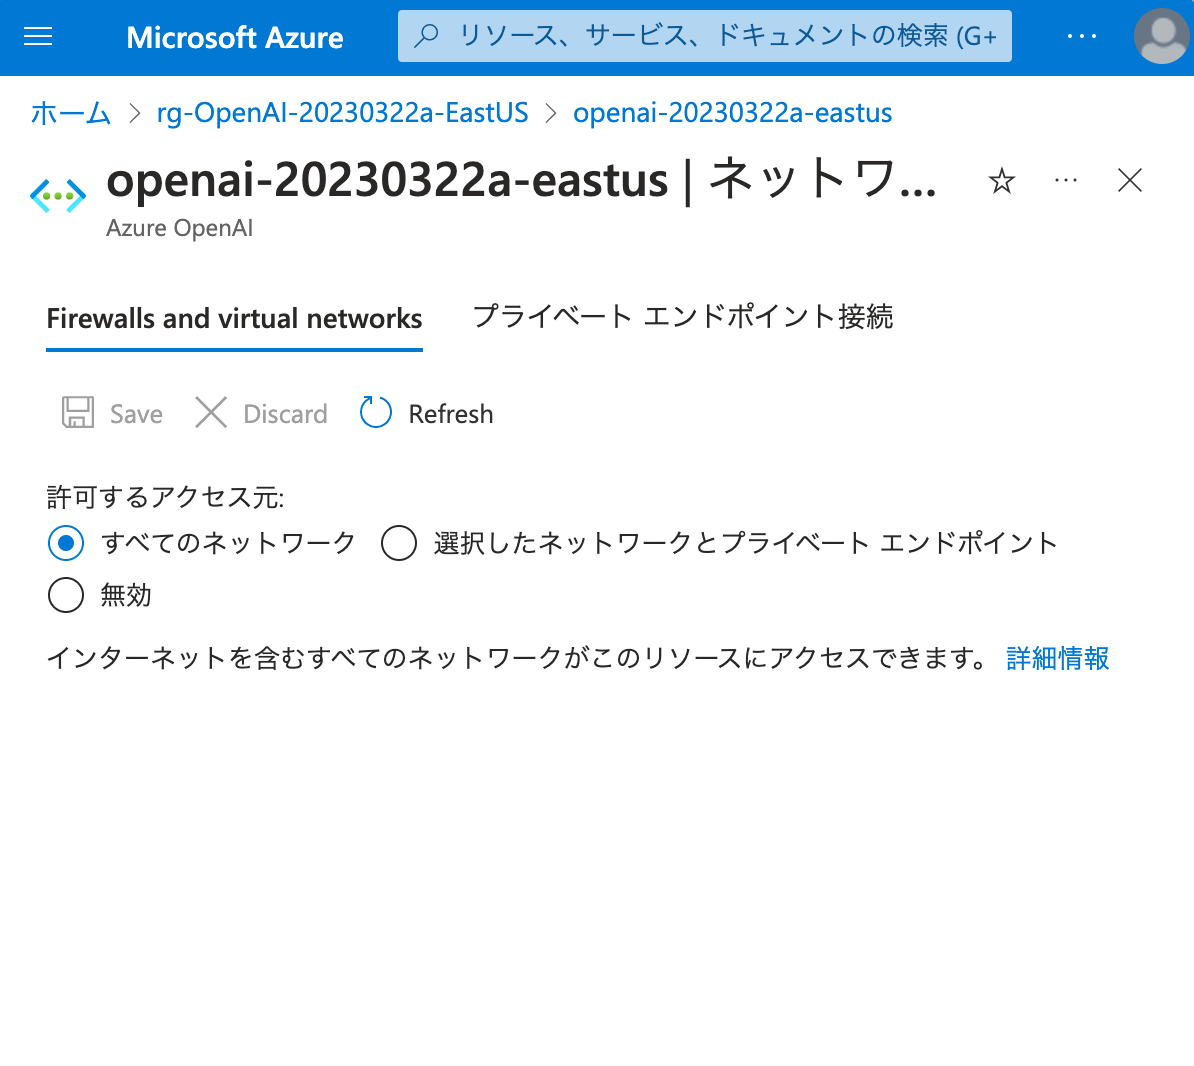 Microsoft Azure
リソース、サービス、ドキュメントの検索 (G+
ホーム > rg-OpenAI-20230322a-EastUS > openai-20230322a-eastus
openai-20230322a-eastus | ネットワ...
Azure OpenAI
Firewalls and virtual networks プライベート エンドポイント接続
Save Discard Refresh
許可するアクセス元:
すべてのネットワーク 選択したネットワークとプライベート エンドポイント
無効
インターネットを含むすべてのネットワークがこのリソースにアクセスできます。 詳細情報